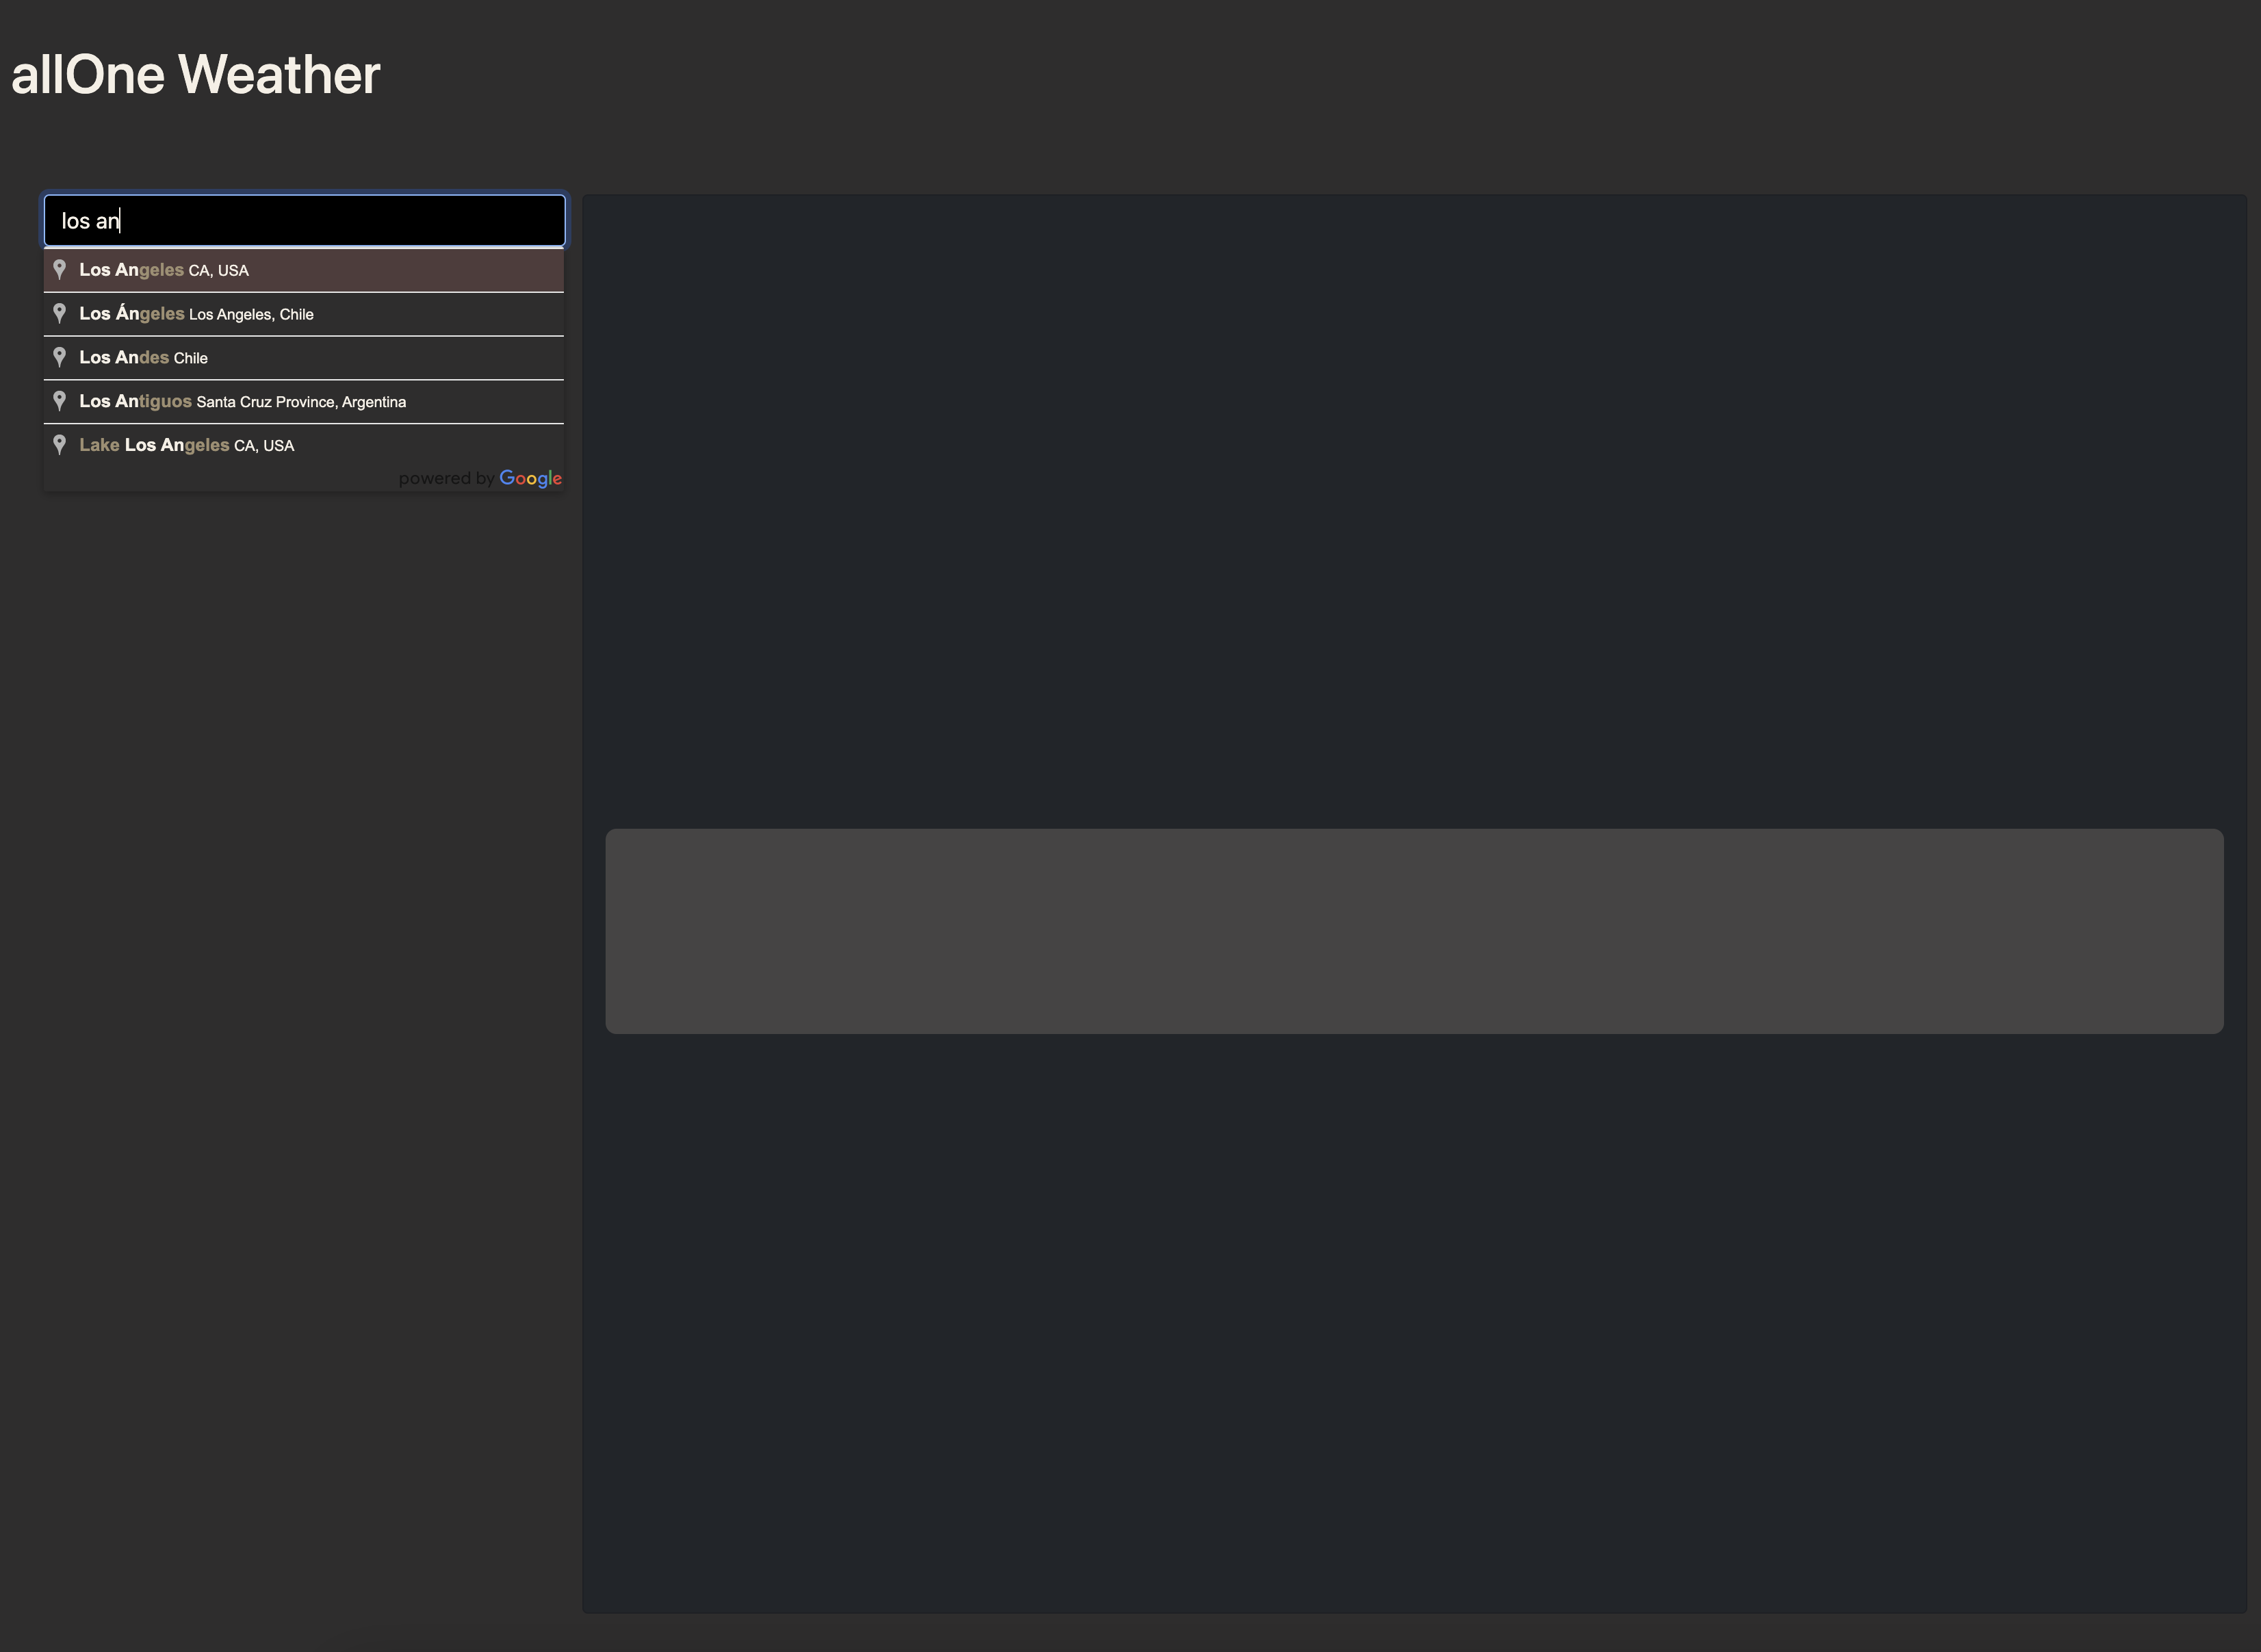 allOne Weather
los an
Los Angeles CA, USA
Los Ángeles Los Angeles, Chile
Los Andes Chile
Los Antiguos Santa Cruz Province, Argentina
Lake Los Angeles CA, USA
powered by Google